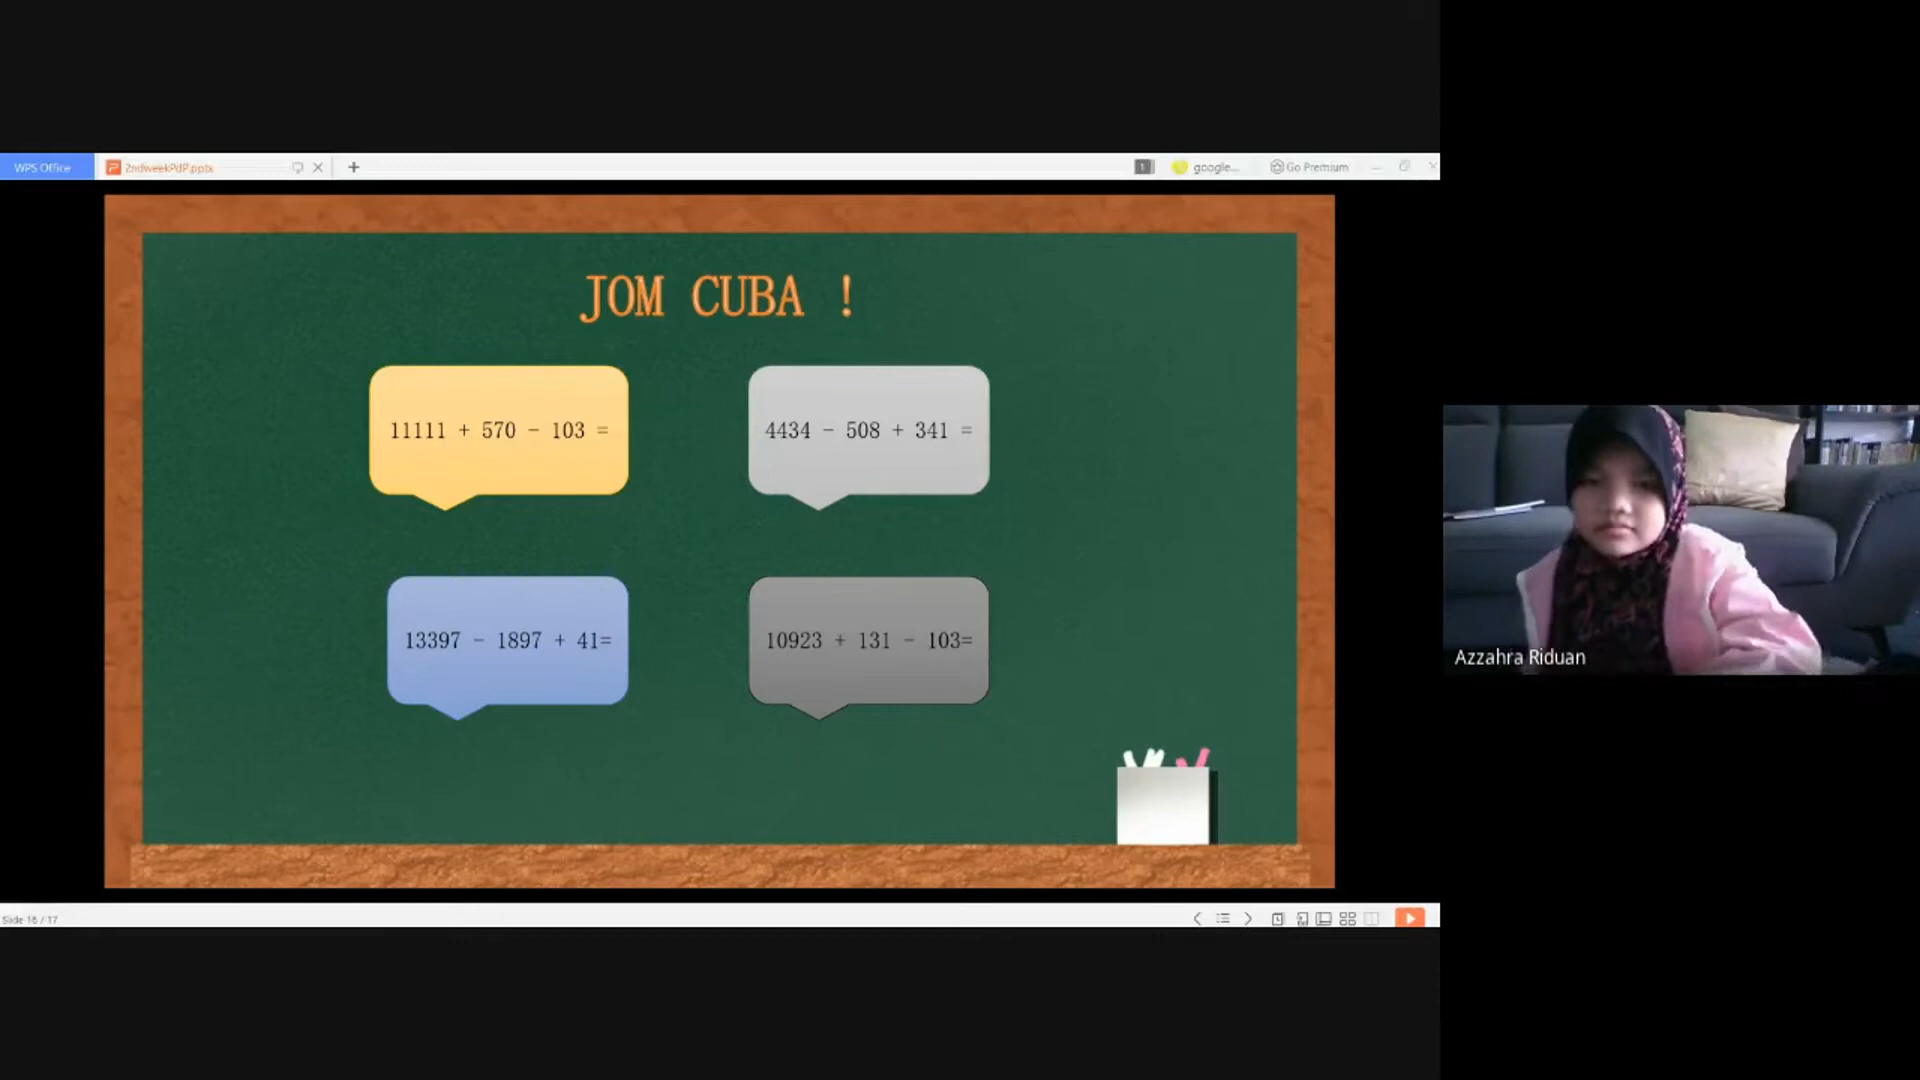 WPS Office
2ndweekPdP.pptx
1
google...
Go Premium
JOM CUBA !
11111 + 570 - 103 =
4434 - 508 + 341 =
13397 - 1897 + 41=
10923 + 131 - 103=
Azzahra Riduan
Slide 16 / 17